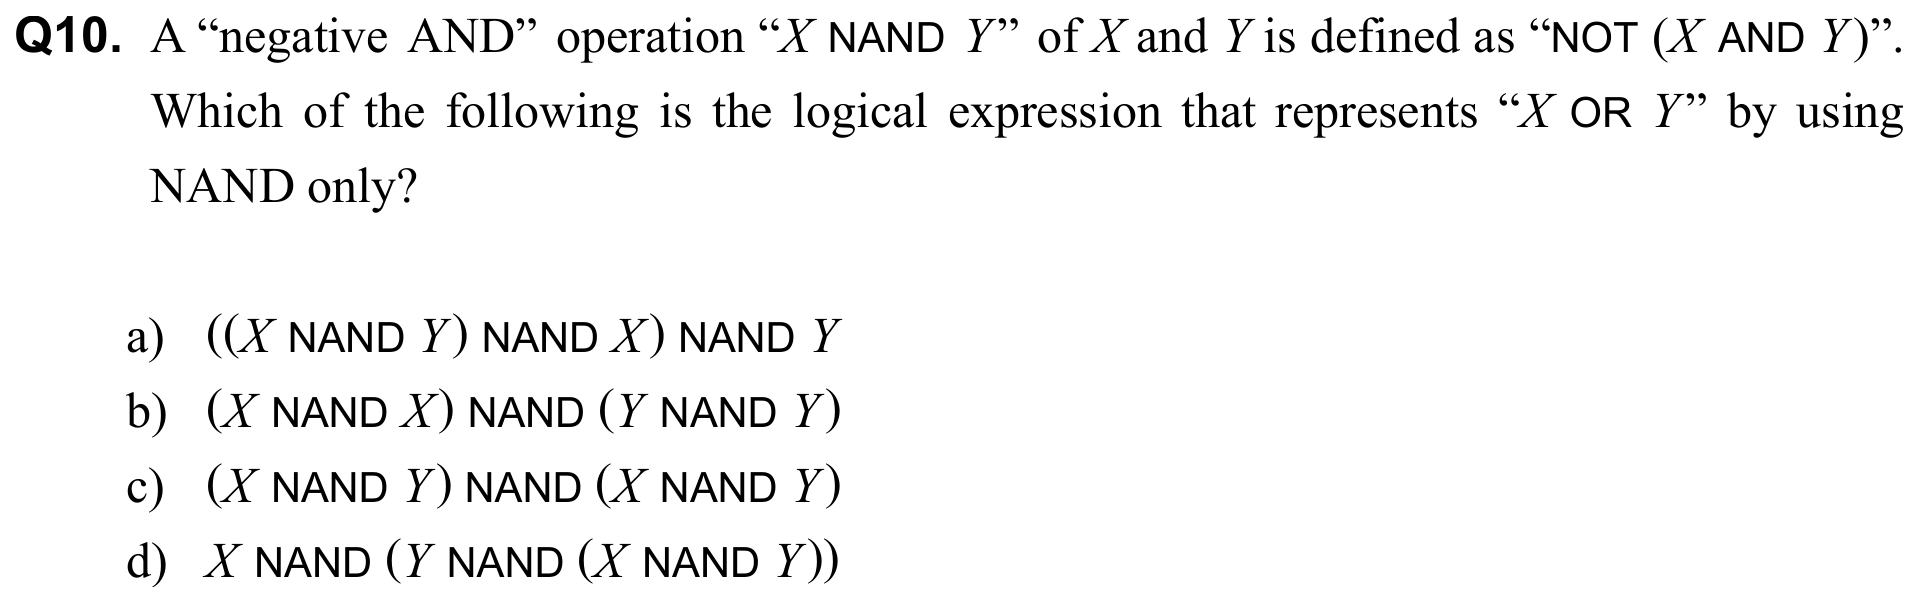 Q10. A “negative AND” operation “X NAND Y” of X and Y is defined as “NOT (X AND Y)”.
Which of the following is the logical expression that represents “X OR Y” by using
NAND only?
a) ((X NAND Y) NAND X) NAND Y
b) (X NAND X) NAND (Y NAND Y)
c) (X NAND Y) NAND (X NAND Y)
d) X NAND (Y NAND (X NAND Y))